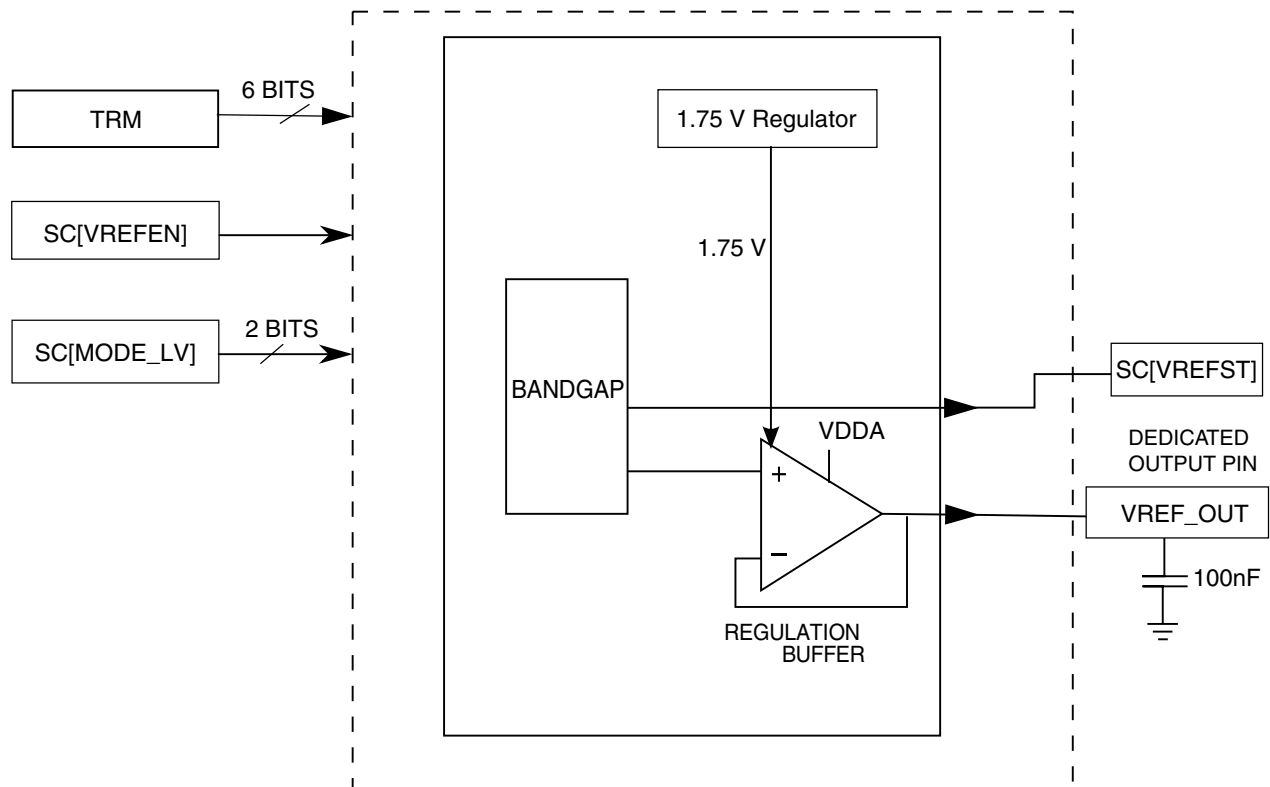 6 BITS
TRM
1.75 V Regulator
SC[VREFEN]
1.75 V
2 BITS
SC[MODE_LV]
BANDGAP
SC[VREFST]
VDDA
DEDICATED
OUTPUT PIN
+
VREF_OUT
−
100nF
REGULATION
BUFFER